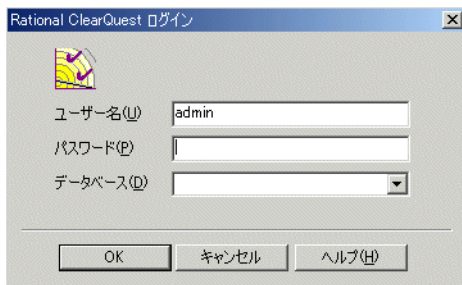 Rational ClearQuest ログイン
ユーザー名(U) admin
パスワード(P)
データベース(D)
OK キャンセル ヘルプ(H)